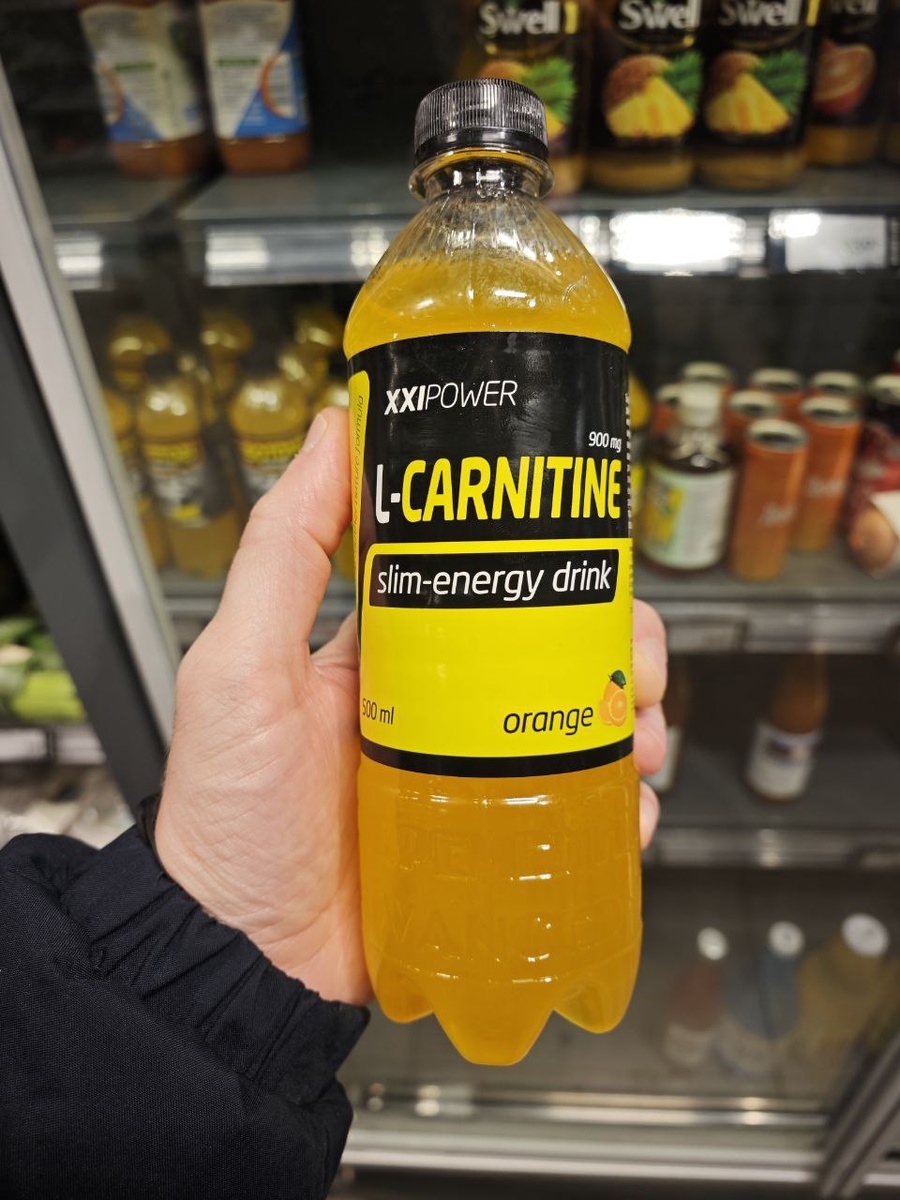 Swell
Swell
Swell
XXIPOWER
900 mg
L-CARNITINE
slim-energy drink
500 ml
orange